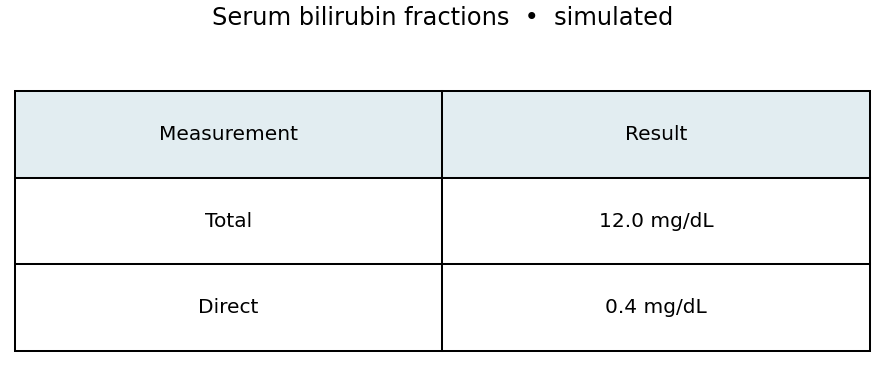 Serum bilirubin fractions • simulated
Measurement Result
Total 12.0 mg/dL
Direct 0.4 mg/dL